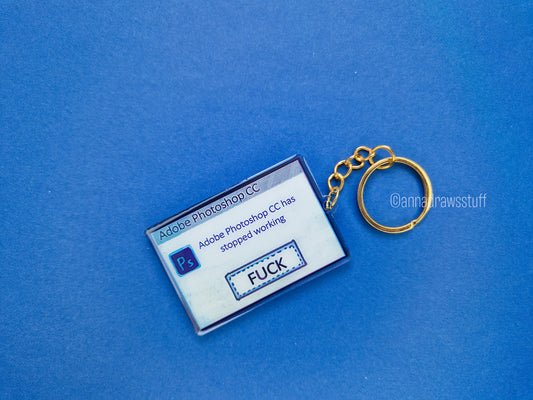 Adobe Photoshop CC
Adobe Photoshop CC has
stopped working
Ps
FUCK
©annadrawsstuff